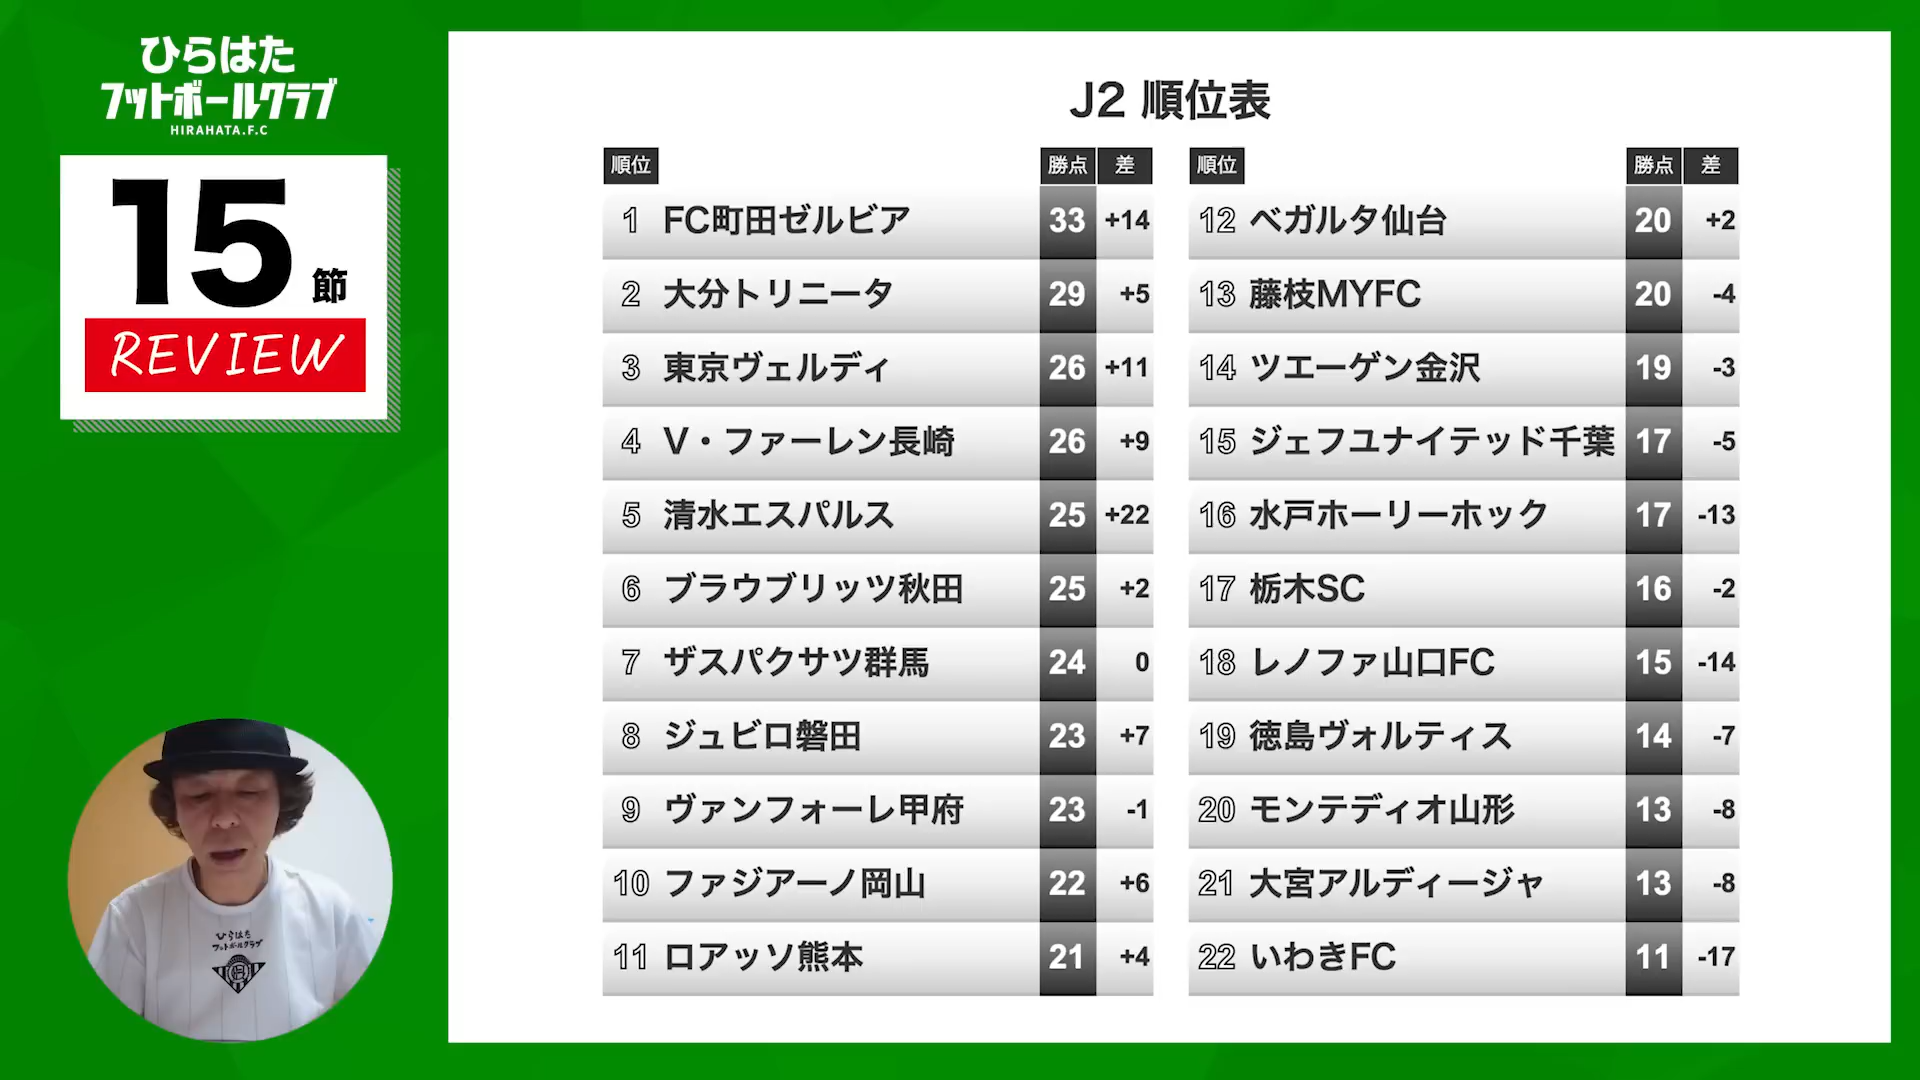 ひらはた
フットボールクラブ
HIRAHATA.F.C
15節
REVIEW
J2 順位表
順位 勝点 差
1 FC町田ゼルビア 33 +14
2 大分トリニータ 29 +5
3 東京ヴェルディ 26 +11
4 V・ファーレン長崎 26 +9
5 清水エスパルス 25 +22
6 ブラウブリッツ秋田 25 +2
7 ザスパクサツ群馬 24 0
8 ジュビロ磐田 23 +7
9 ヴァンフォーレ甲府 23 -1
10 ファジアーノ岡山 22 +6
11 ロアッソ熊本 21 +4
順位 勝点 差
12 ベガルタ仙台 20 +2
13 藤枝MYFC 20 -4
14 ツエーゲン金沢 19 -3
15 ジェフユナイテッド千葉 17 -5
16 水戸ホーリーホック 17 -13
17 栃木SC 16 -2
18 レノファ山口FC 15 -14
19 徳島ヴォルティス 14 -7
20 モンテディオ山形 13 -8
21 大宮アルディージャ 13 -8
22 いわきFC 11 -17
ひらはた
フットボールクラブ